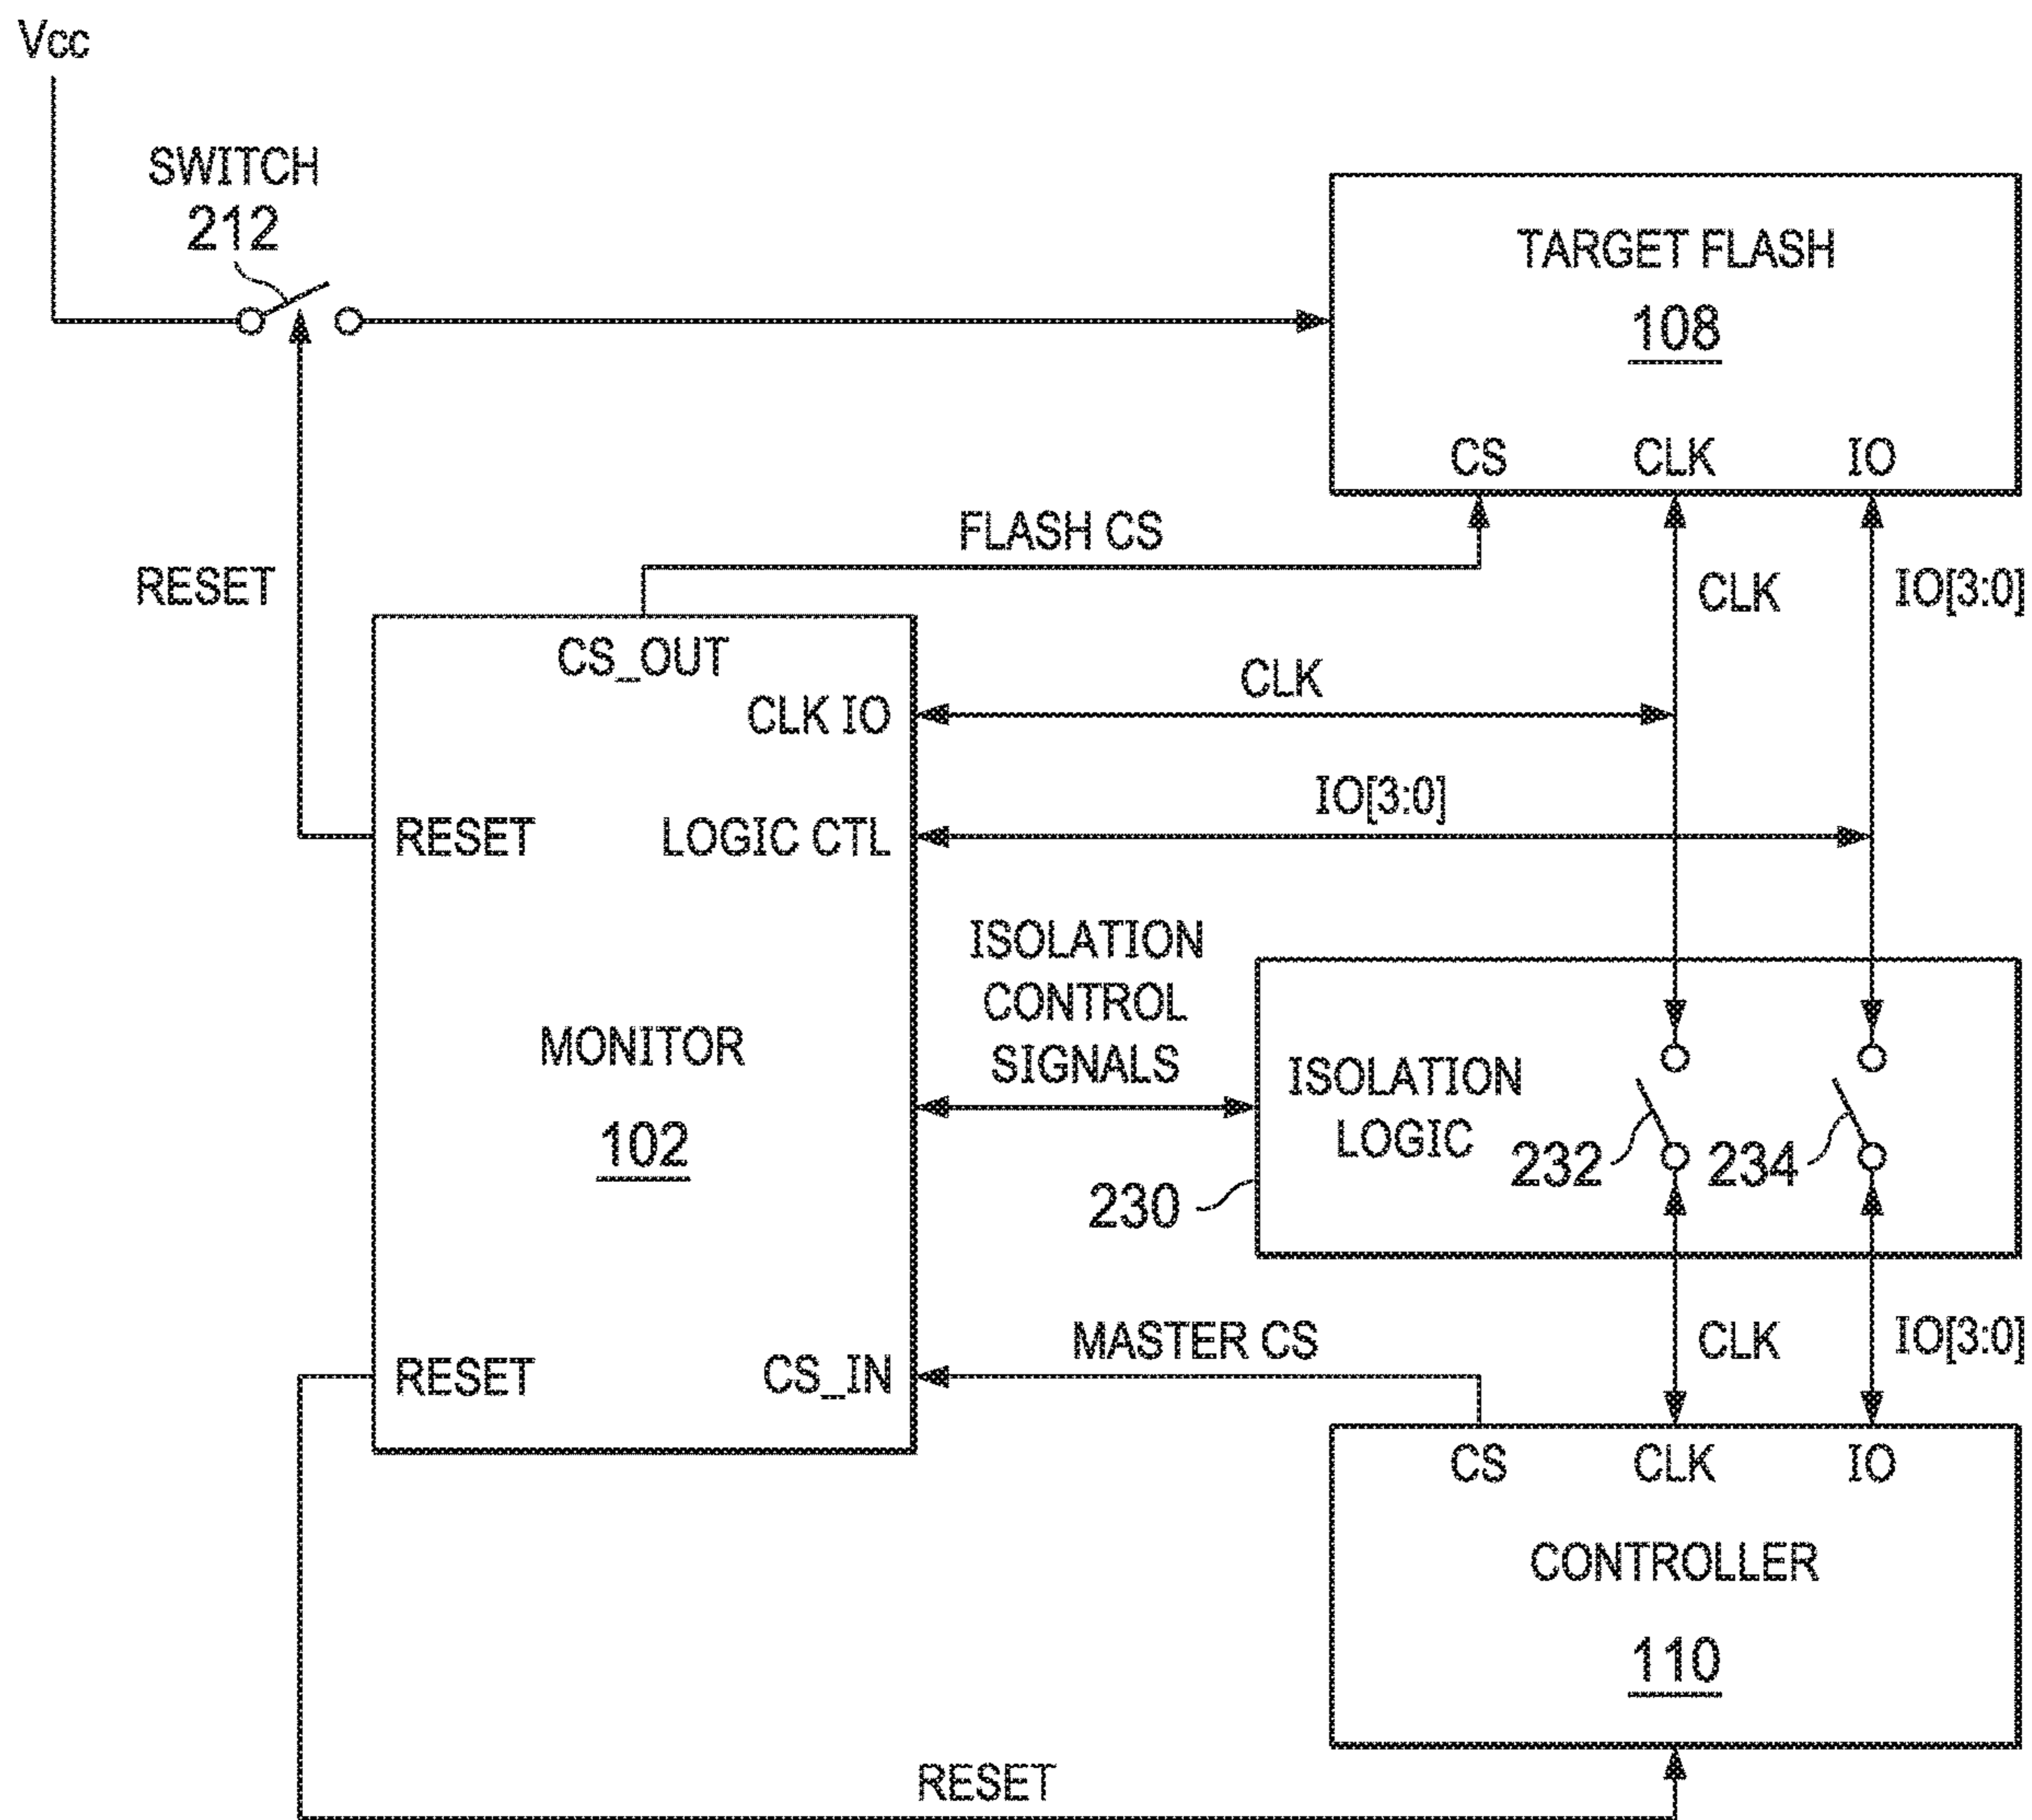 Vcc
SWITCH
212
TARGET FLASH
108
CS CLK IO
FLASH CS
RESET
CLK
IO[3:0]
CS_OUT
CLK
CLK IO
IO[3:0]
RESET
LOGIC CTL
ISOLATION
CONTROL
SIGNALS
MONITOR
102
ISOLATION
LOGIC
232
234
230
MASTER CS
CLK
IO[3:0]
RESET
CS_IN
CS CLK IO
CONTROLLER
110
RESET